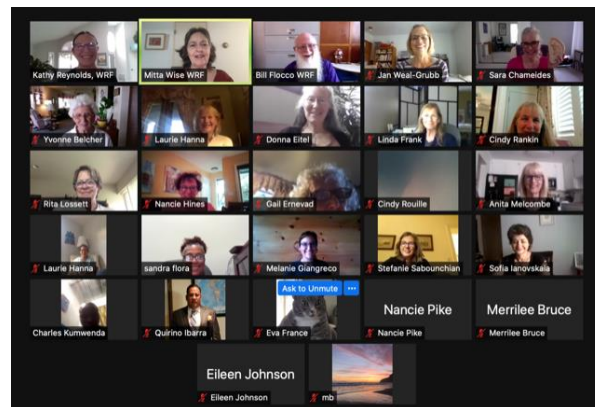 Kathy Reynolds, WRF
Mitta Wise WRF
Bill Flocco WRF
Jan Weal-Grubb
Sara Chameides
Yvonne Belcher
Laurie Hanna
Donna Eitel
Linda Frank
Cindy Rankin
Rita Lossett
Nancie Hines
Gail Ernevad
Cindy Rouille
Anita Melcombe
Laurie Hanna
sandra flora
Melanie Giangreco
Stefanie Sabounchian
Sofia Ianovskaia
Ask to Unmute
Nancie Pike
Merrilee Bruce
Charles Kumwenda
Quirino Ibarra
Eva France
Nancie Pike
Merrilee Bruce
Eileen Johnson
Eileen Johnson
mb